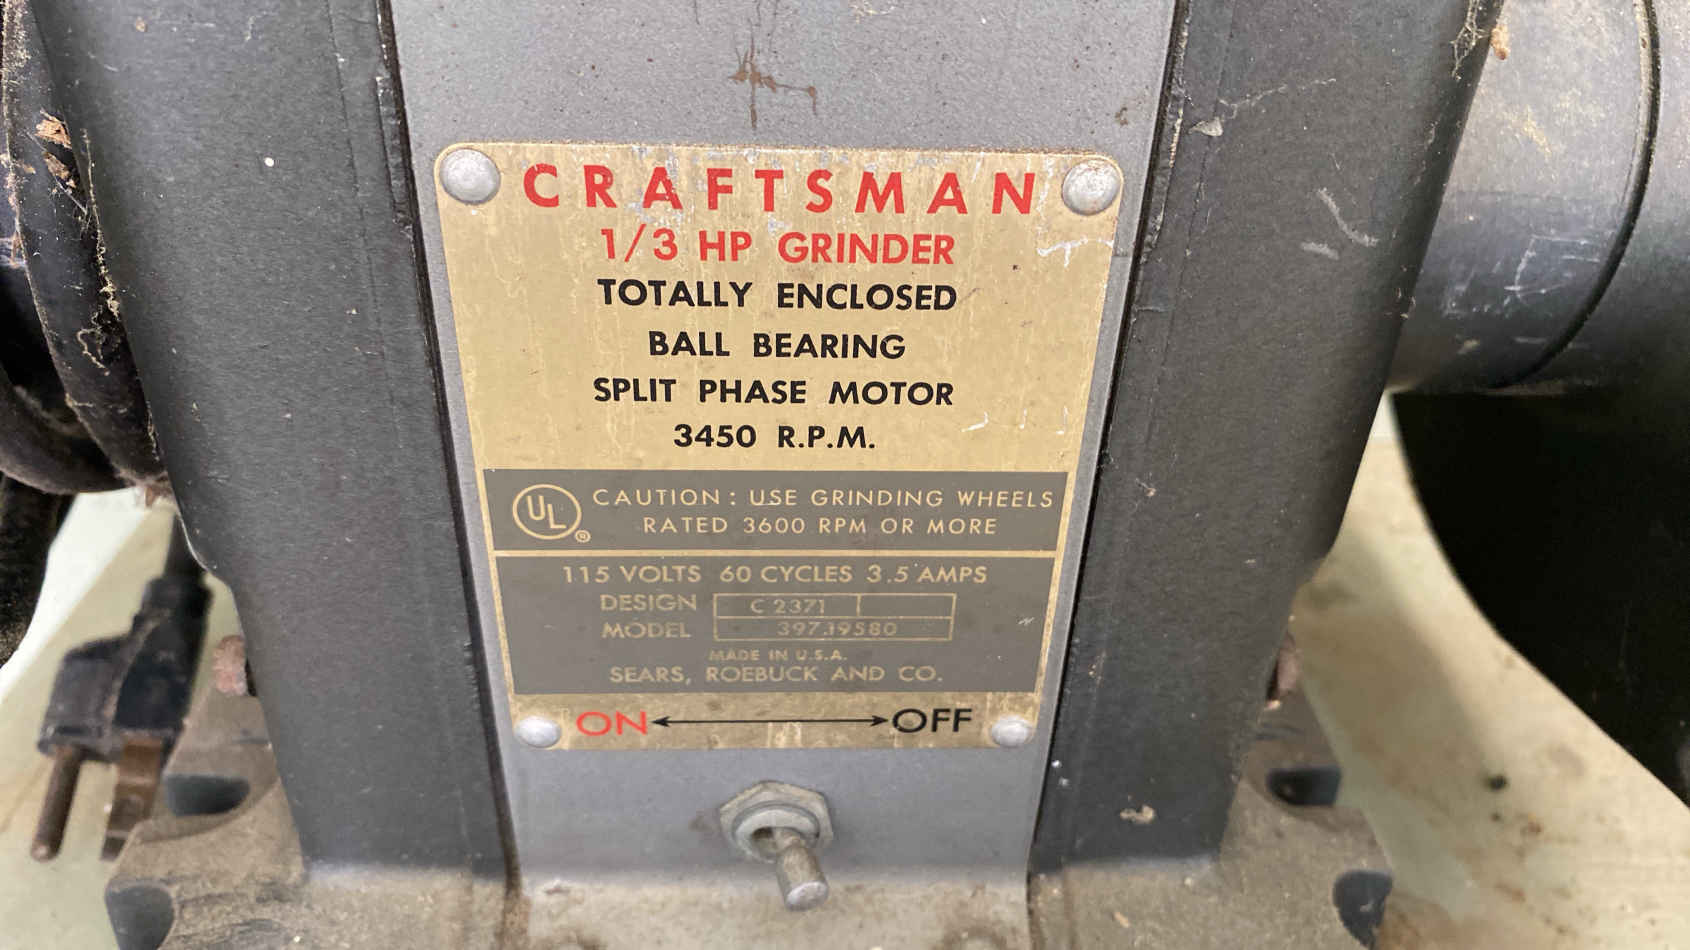 CRAFTSMAN
1/3 HP GRINDER
TOTALLY ENCLOSED
BALL BEARING
SPLIT PHASE MOTOR
3450 R.P.M.
UL® CAUTION: USE GRINDING WHEELS
RATED 3600 RPM OR MORE
115 VOLTS 60 CYCLES 3.5 AMPS
DESIGN C 2371
MODEL 397.19580
MADE IN U.S.A.
SEARS, ROEBUCK AND CO.
ON OFF